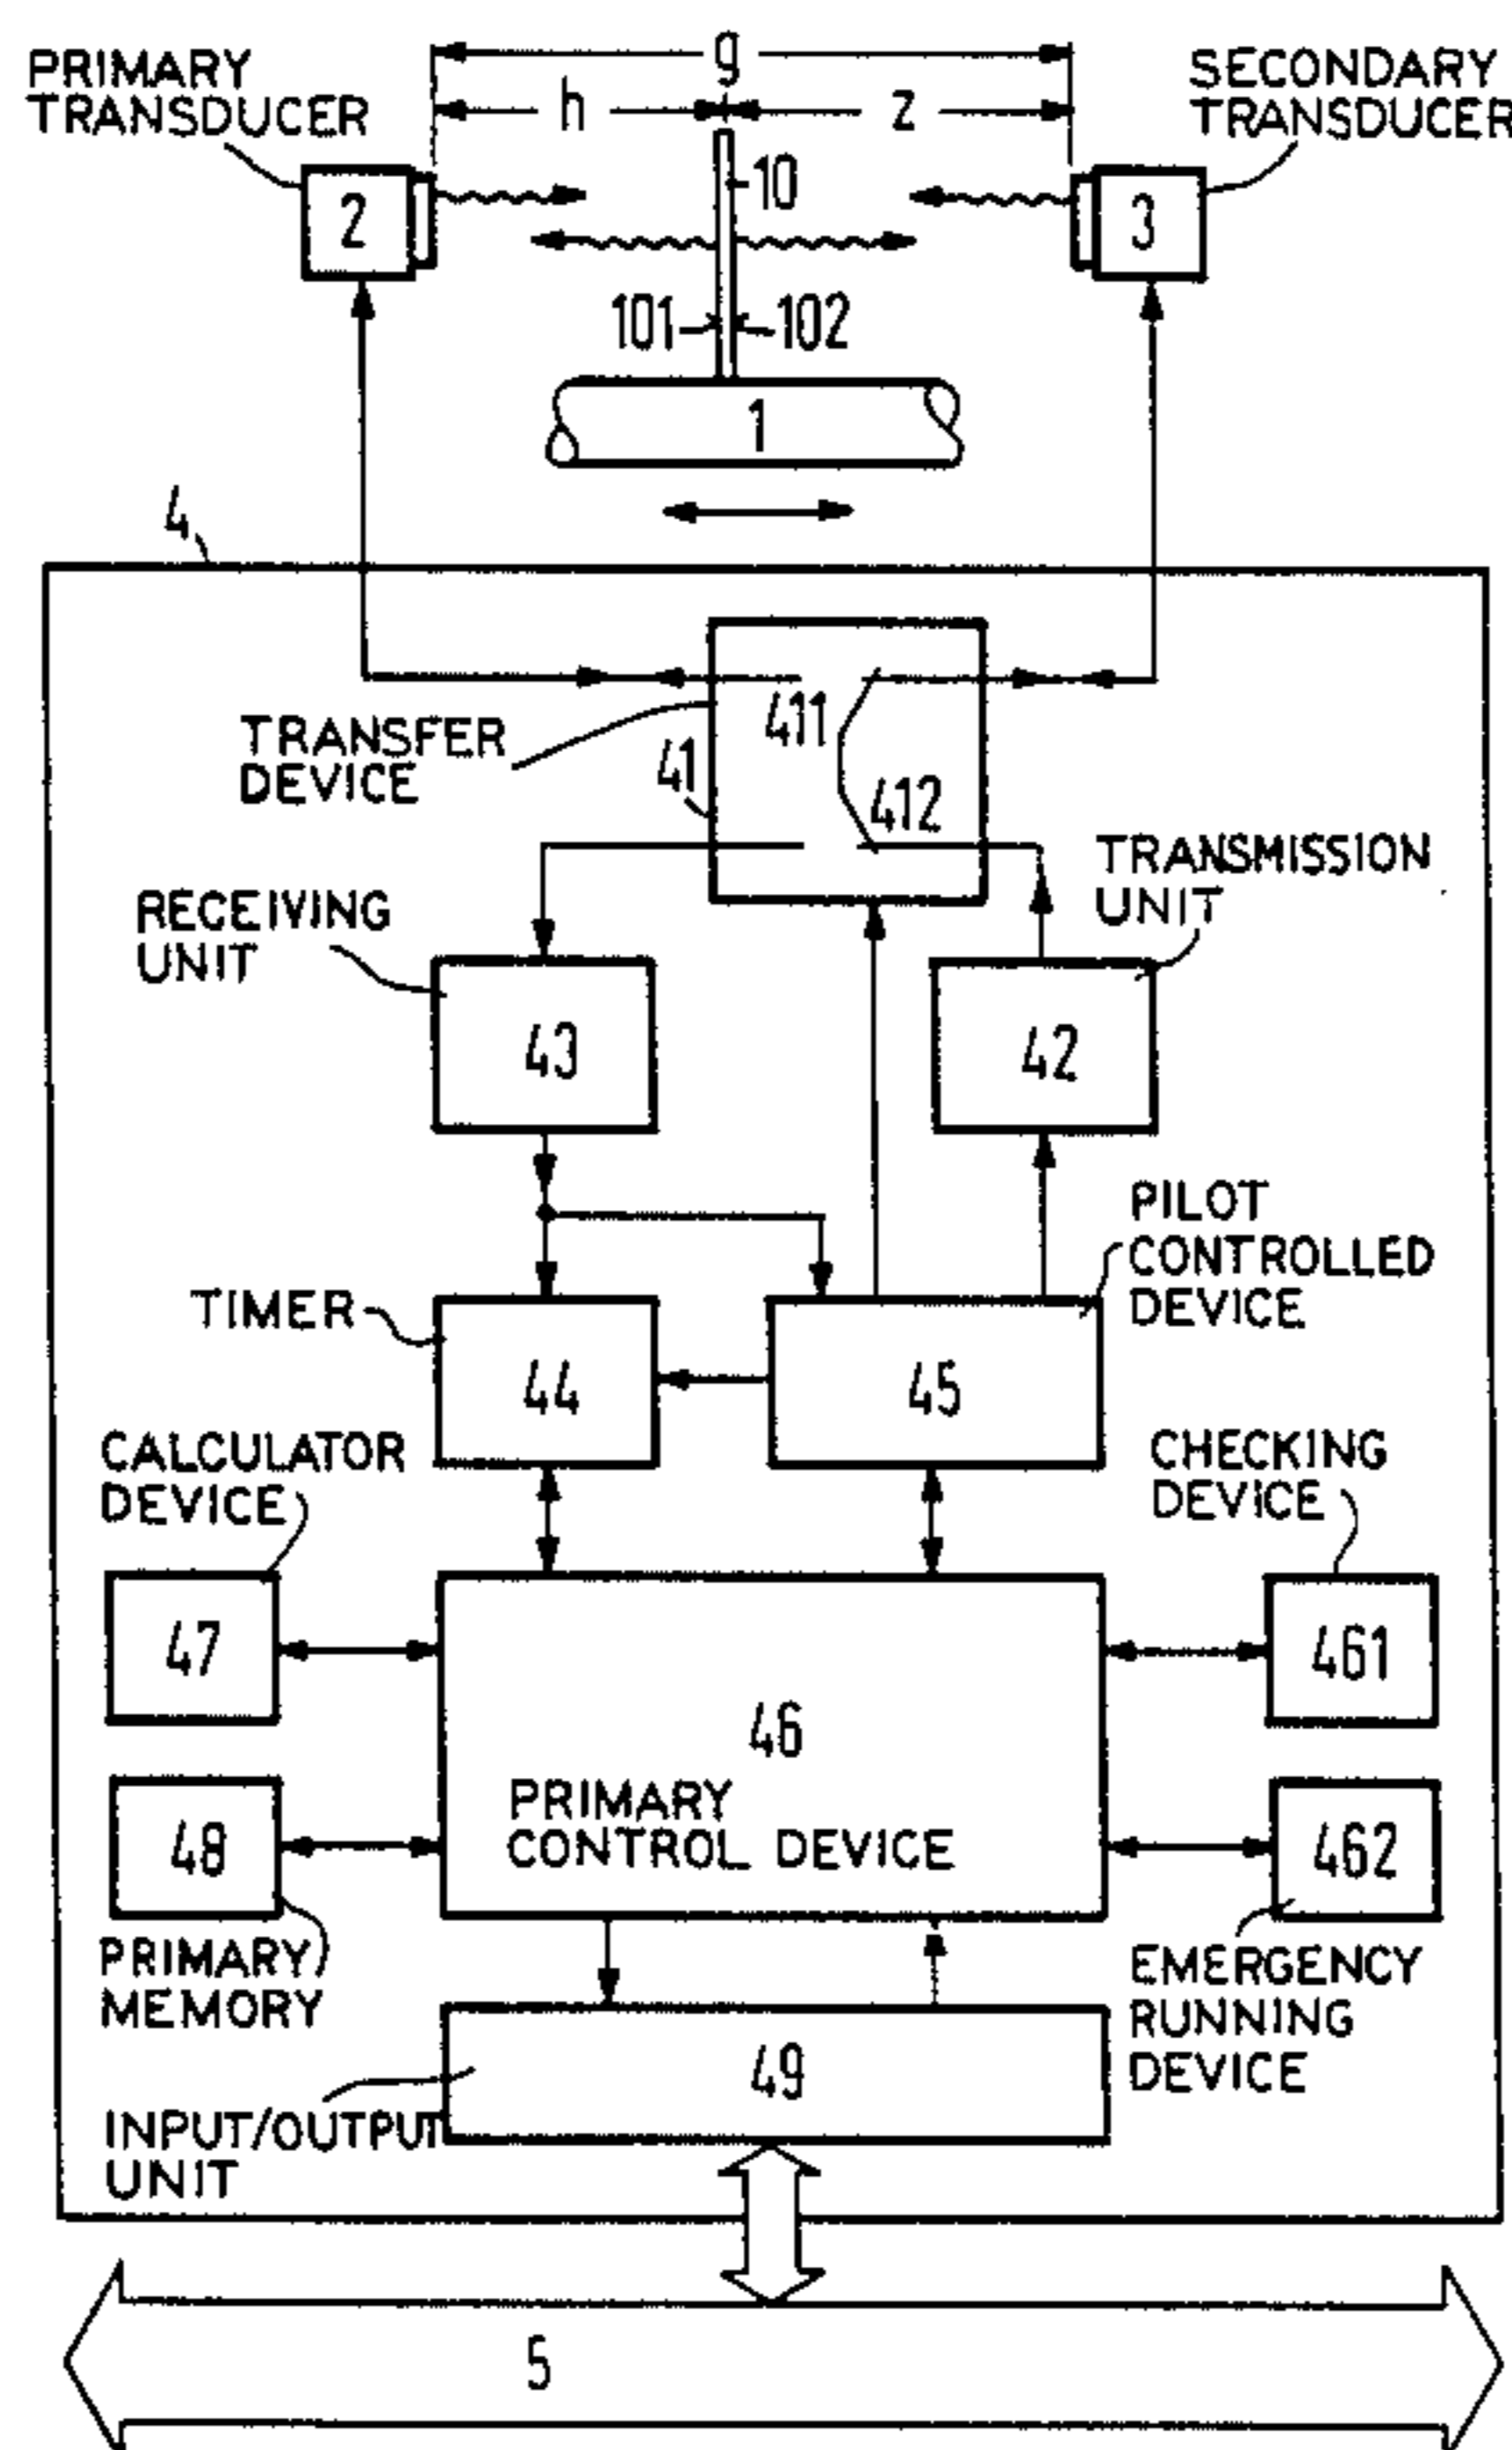 g
PRIMARY
TRANSDUCER
h
z
SECONDARY
TRANSDUCER
2
10
3
101
102
1
4
TRANSFER
DEVICE
41
411
412
RECEIVING
UNIT
TRANSMISSION
UNIT
43
42
PILOT
CONTROLLED
DEVICE
TIMER
44
45
CALCULATOR
DEVICE
CHECKING
DEVICE
47
461
46
PRIMARY
CONTROL DEVICE
48
462
PRIMARY
MEMORY
EMERGENCY
RUNNING
DEVICE
49
INPUT/OUTPUT
UNIT
5